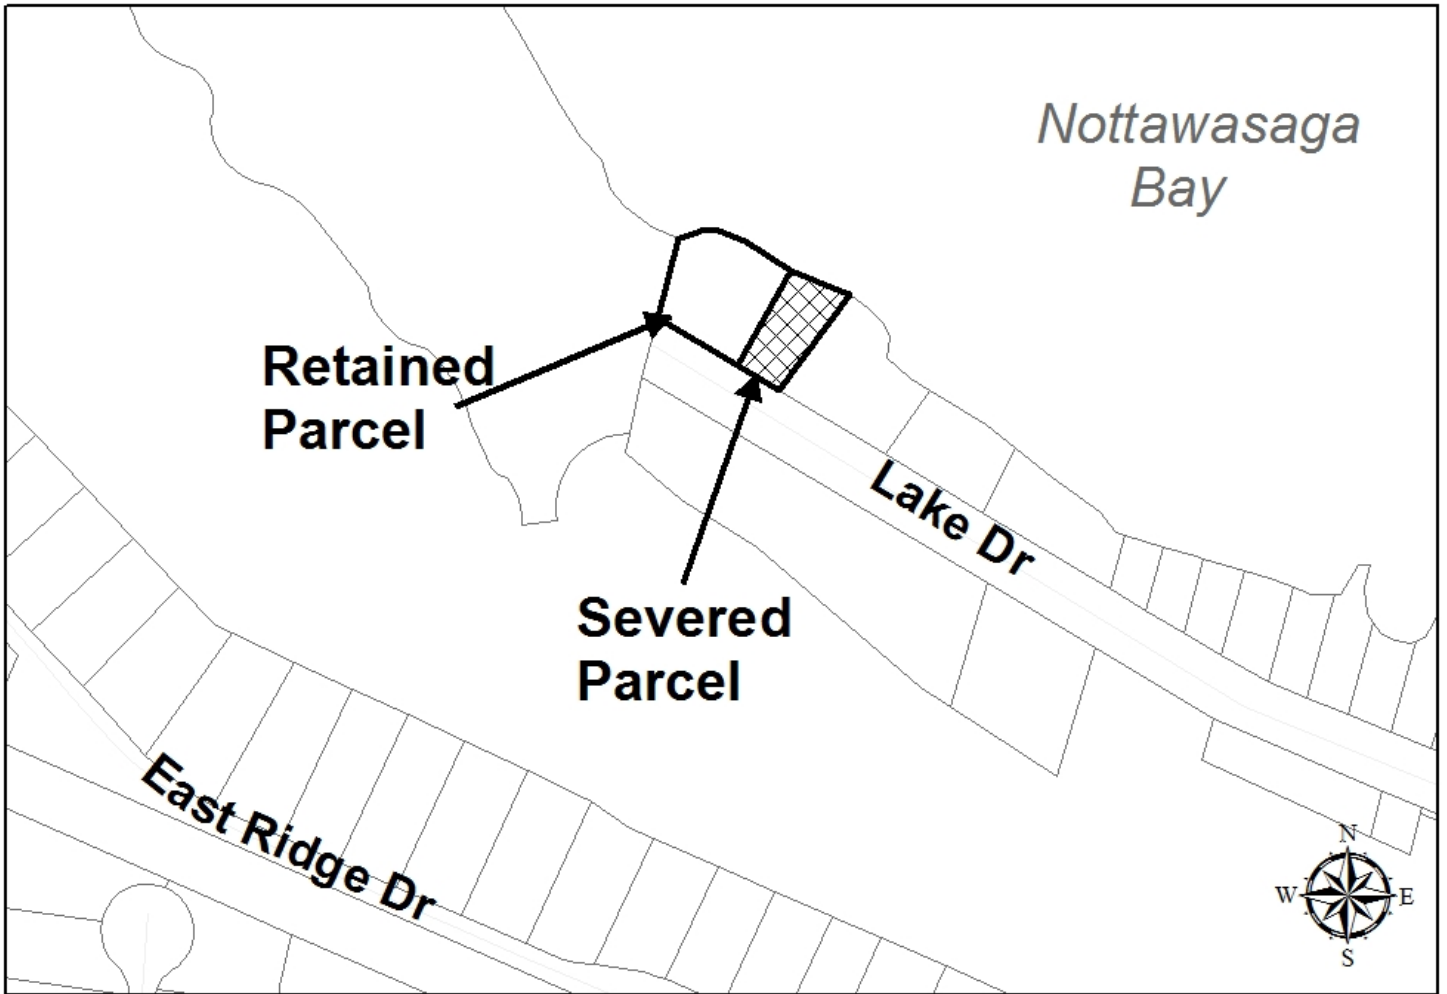 Nottawasaga
Bay
Retained
Parcel
Lake Dr
Severed
Parcel
East Ridge Dr
N
W E
S